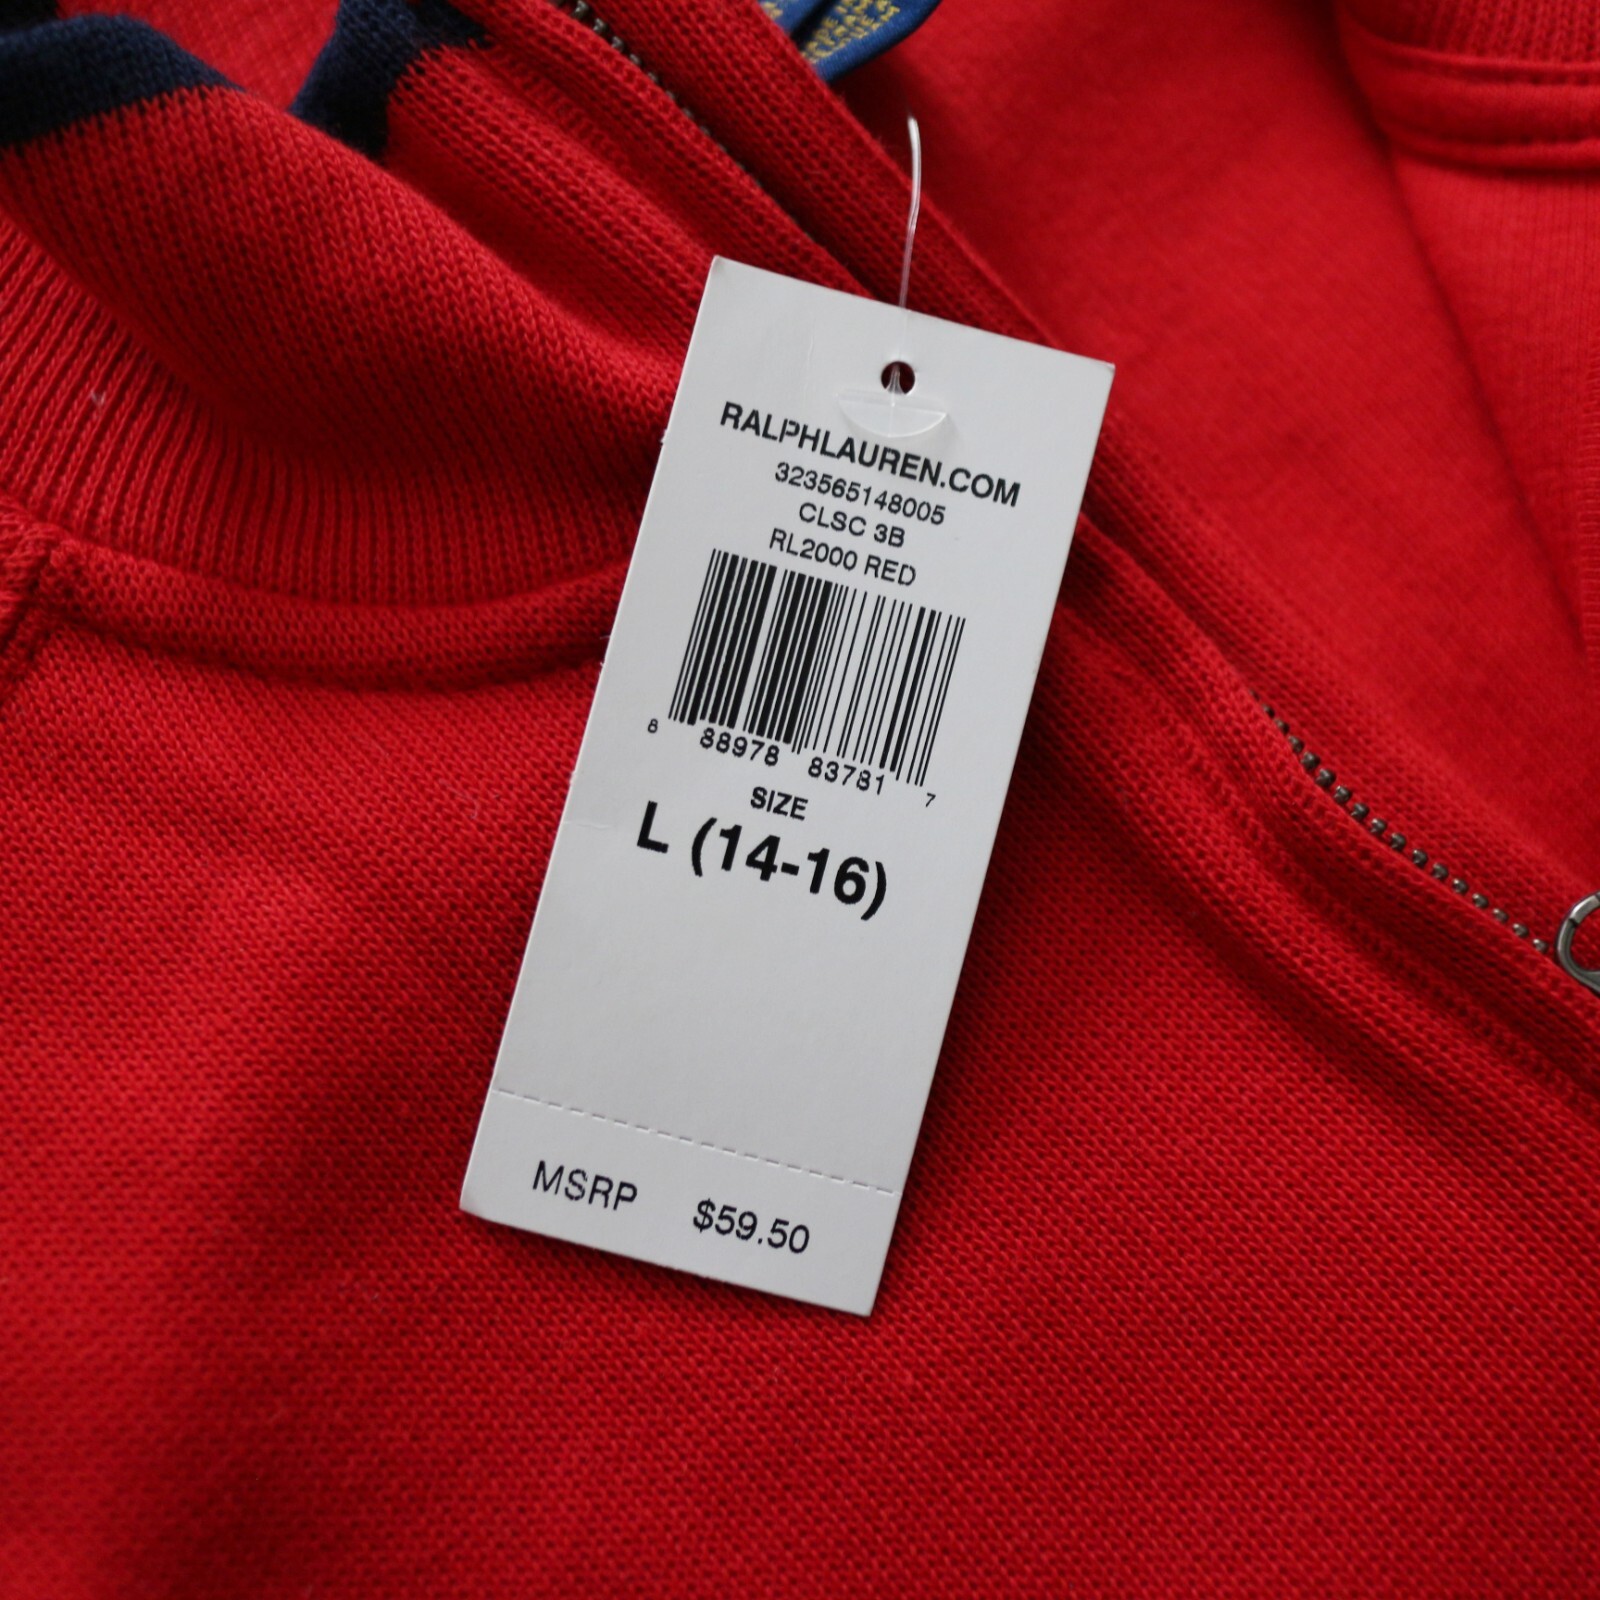 RALPHLAUREN.COM
323565148005
CLSC 3B
RL2000 RED
8 88978 83781 7
SIZE
L (14-16)
MSRP $59.50